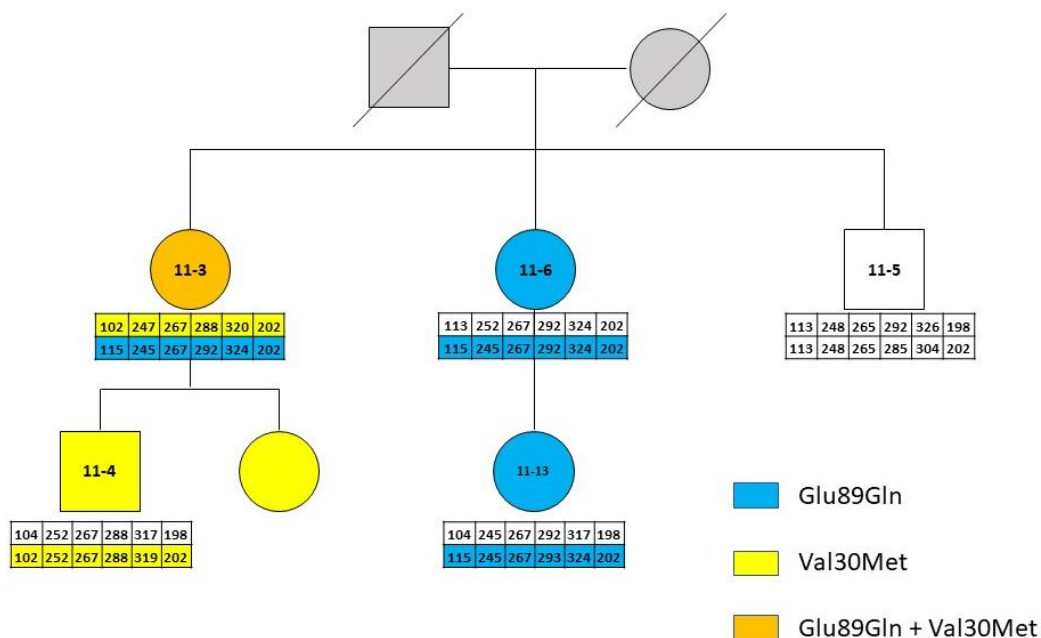 11-3
11-6
11-5
102 247 267 288 320 202
115 245 267 292 324 202
113 252 267 292 324 202
115 245 267 292 324 202
113 248 265 292 326 198
113 248 265 285 304 202
11-4
11-13
104 252 267 288 317 198
102 252 267 288 319 202
104 245 267 292 317 198
115 245 267 293 324 202
Glu89Gln
Val30Met
Glu89Gln + Val30Met